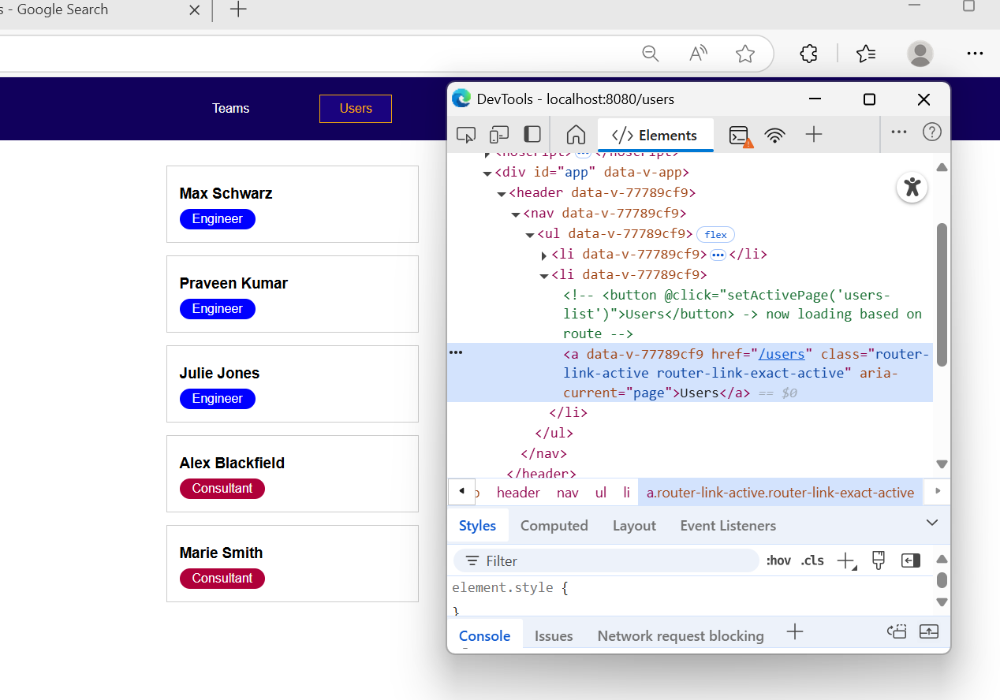 s - Google Search
Teams
Users
Max Schwarz
Engineer
Praveen Kumar
Engineer
Julie Jones
Engineer
Alex Blackfield
Consultant
Marie Smith
Consultant
DevTools - localhost:8080/users
</> Elements
<noscript> ••• </noscript>
<div id="app" data-v-app>
<header data-v-77789cf9>
<nav data-v-77789cf9>
<ul data-v-77789cf9> flex
<li data-v-77789cf9> ••• </li>
<li data-v-77789cf9>
<!-- <button @click="setActivePage('users-
list')">Users</button> -> now loading based on
route -->
<a data-v-77789cf9 href="/users" class="router-
link-active router-link-exact-active" aria-
current="page">Users</a> == $0
</li>
</ul>
</nav>
</header>
header nav ul li a.router-link-active.router-link-exact-active
Styles Computed Layout Event Listeners
Filter :hov .cls
element.style {
}
Console Issues Network request blocking